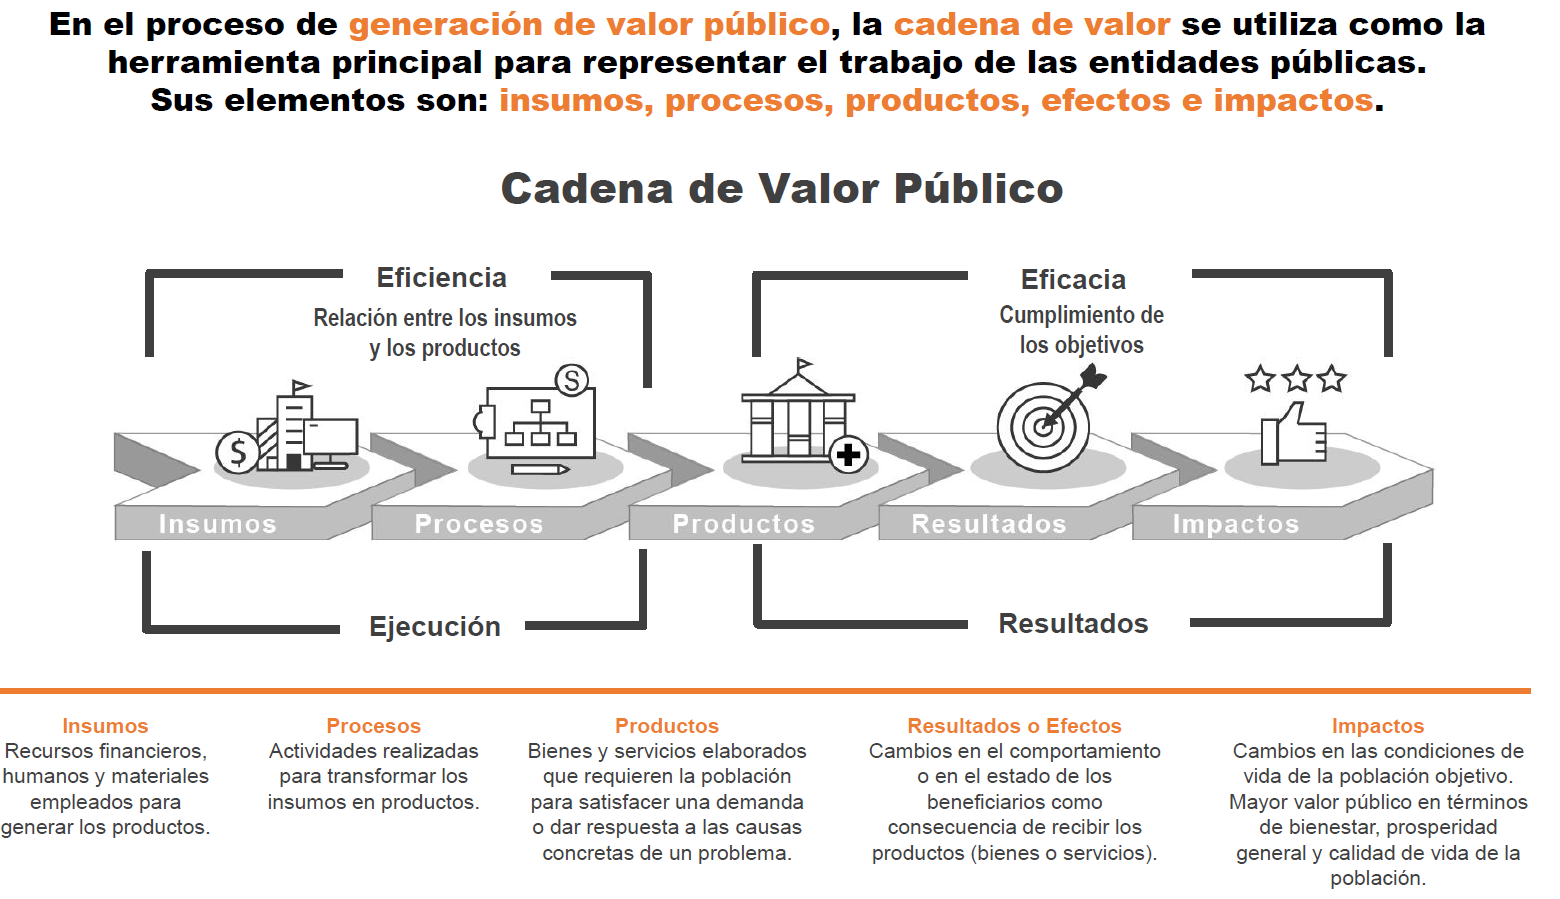 En el proceso de generación de valor público, la cadena de valor se utiliza como la
herramienta principal para representar el trabajo de las entidades públicas.
Sus elementos son: insumos, procesos, productos, efectos e impactos.
Cadena de Valor Público
Eficiencia
Relación entre los insumos
y los productos
Eficacia
Cumplimiento de
los objetivos
$
S
Insumos
Procesos
Productos
Resultados
Impactos
Ejecución
Resultados
Insumos
Recursos financieros,
humanos y materiales
empleados para
generar los productos.
Procesos
Actividades realizadas
para transformar los
insumos en productos.
Productos
Bienes y servicios elaborados
que requieren la población
para satisfacer una demanda
o dar respuesta a las causas
concretas de un problema.
Resultados o Efectos
Cambios en el comportamiento
o en el estado de los
beneficiarios como
consecuencia de recibir los
productos (bienes o servicios).
Impactos
Cambios en las condiciones de
vida de la población objetivo.
Mayor valor público en términos
de bienestar, prosperidad
general y calidad de vida de la
población.